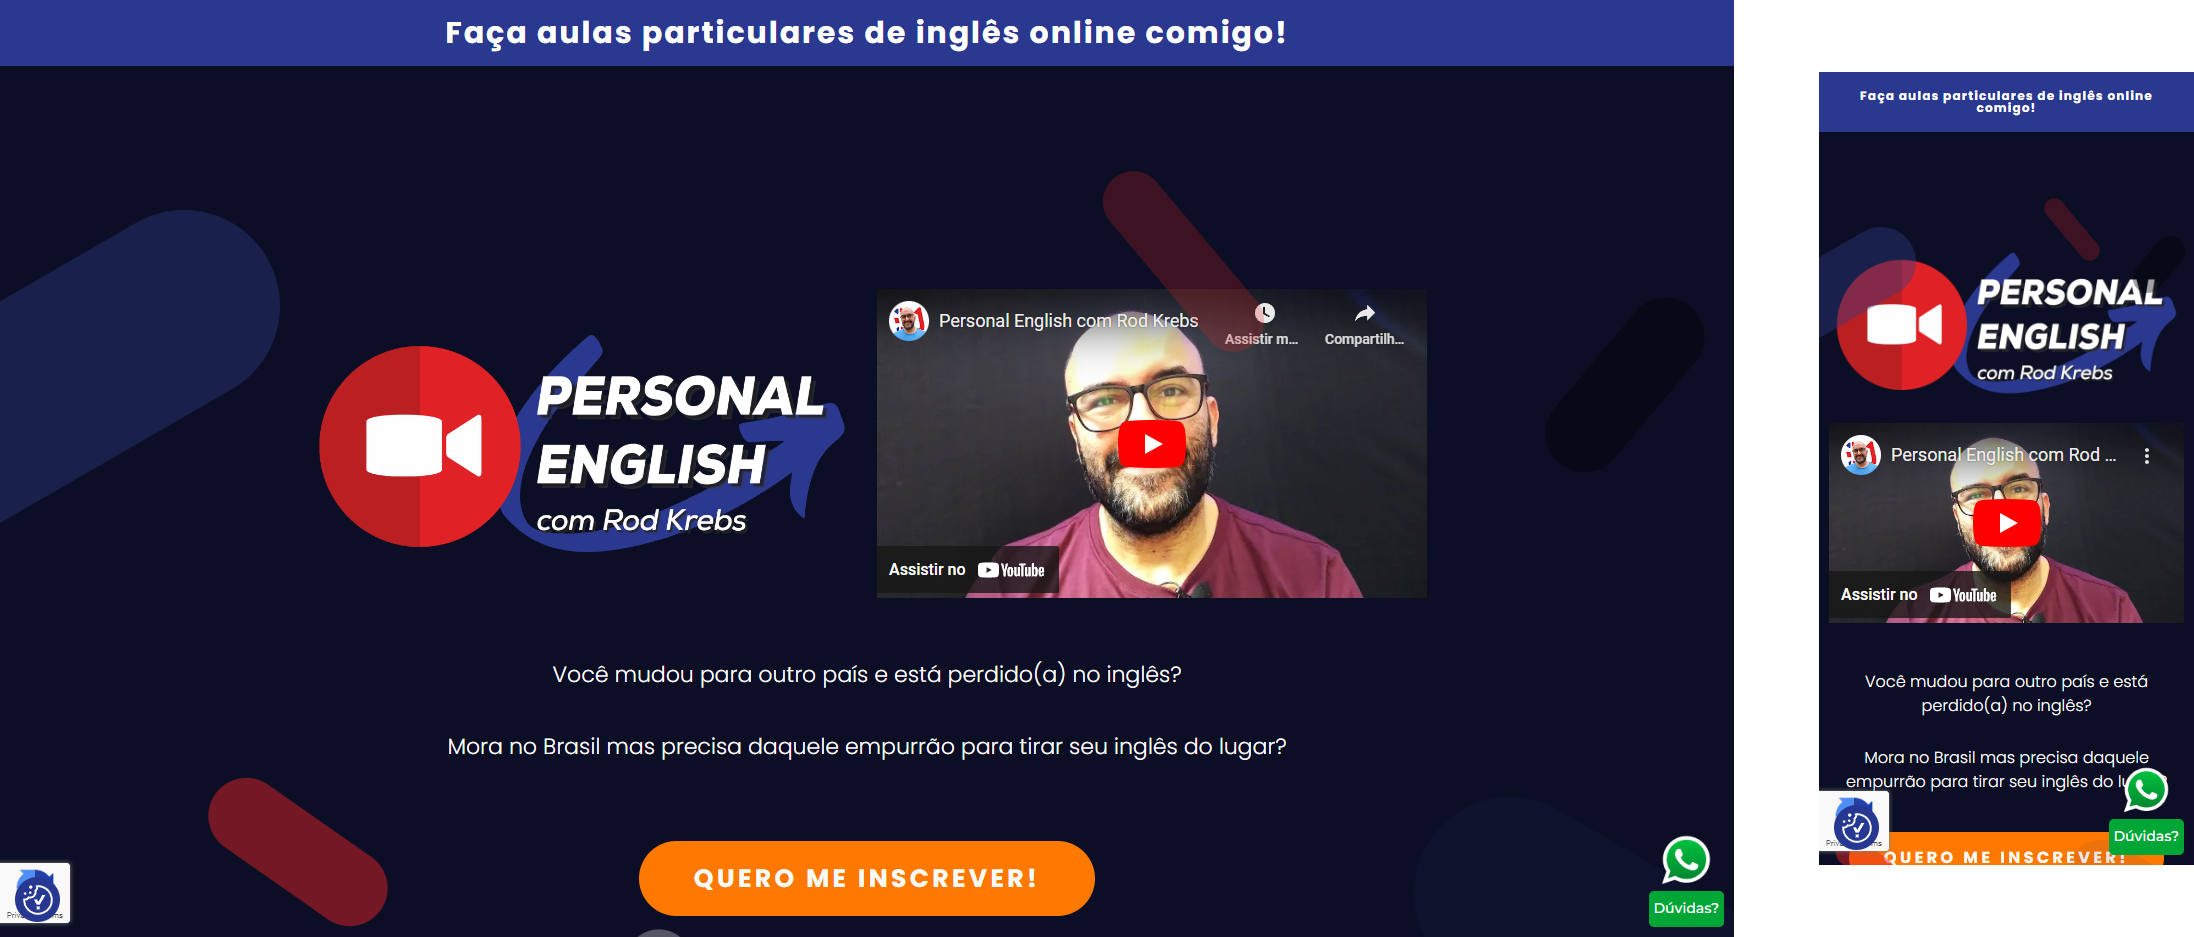 Faça aulas particulares de inglês online comigo!
PERSONAL
ENGLISH
com Rod Krebs
Personal English com Rod Krebs
Assistir m...
Compartilh...
Assistir no YouTube
Você mudou para outro país e está perdido(a) no inglês?
Mora no Brasil mas precisa daquele empurrão para tirar seu inglês do lugar?
QUERO ME INSCREVER!
Dúvidas?
Faça aulas particulares de inglês online
comigo!
PERSONAL
ENGLISH
com Rod Krebs
Personal English com Rod ...
Assistir no YouTube
Você mudou para outro país e está
perdido(a) no inglês?
Mora no Brasil mas precisa daquele
empurrão para tirar seu inglês do
QUERO ME INSCREVER!
Dúvidas?